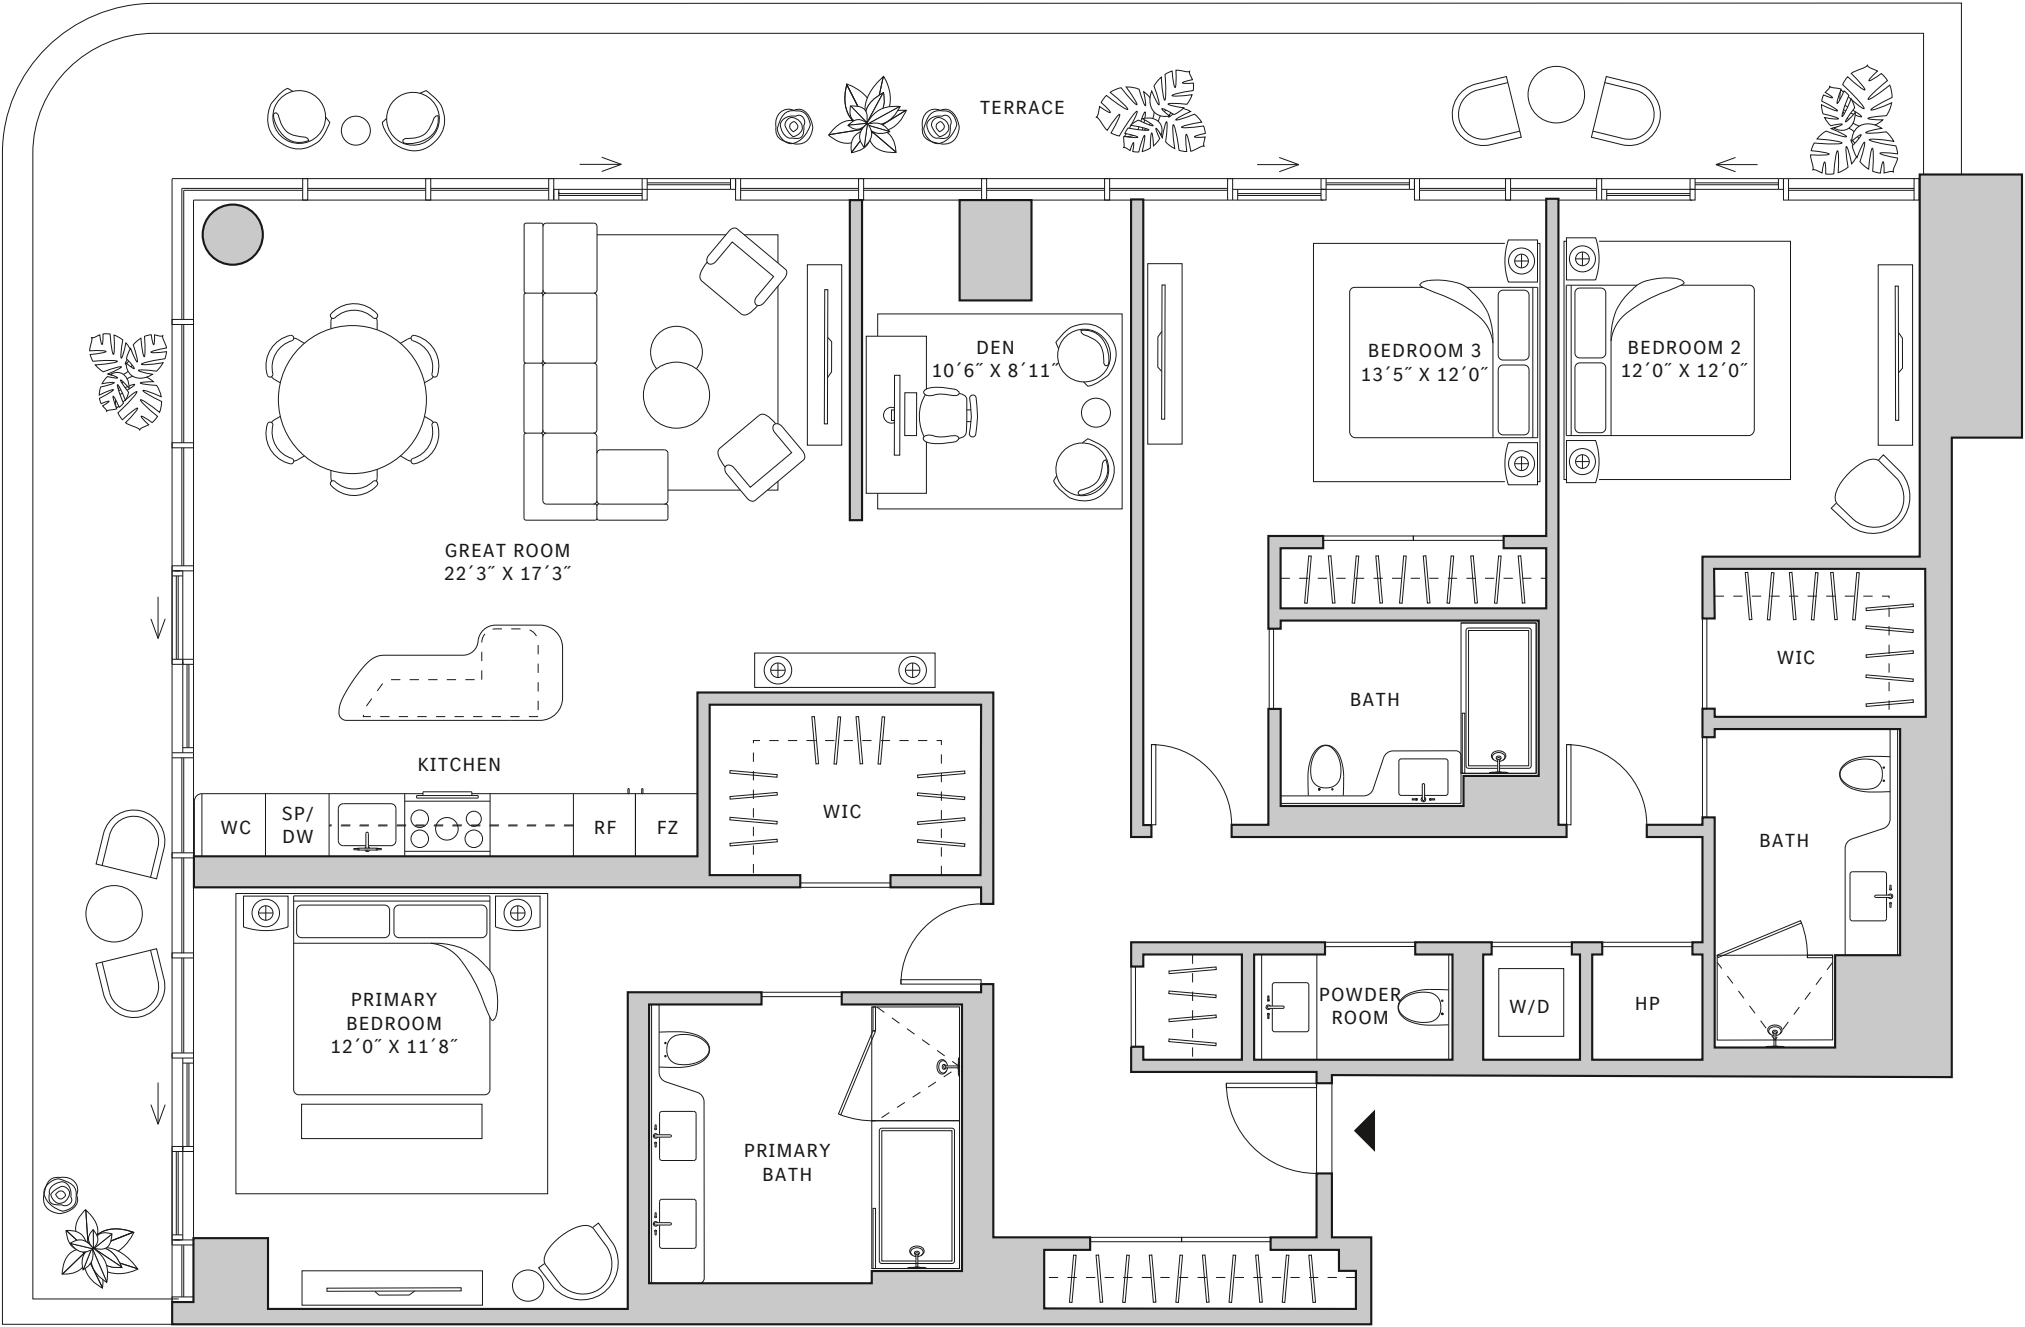 TERRACE
DEN
10´6˝ X 8´11˝
BEDROOM 3
13´5˝ X 12´0˝
BEDROOM 2
12´0˝ X 12´0˝
GREAT ROOM
22´3˝ X 17´3˝
WIC
BATH
KITCHEN
WC
SP/
DW
RF
FZ
WIC
BATH
PRIMARY
BEDROOM
12´0˝ X 11´8˝
POWDER
ROOM
W/D
HP
PRIMARY
BATH